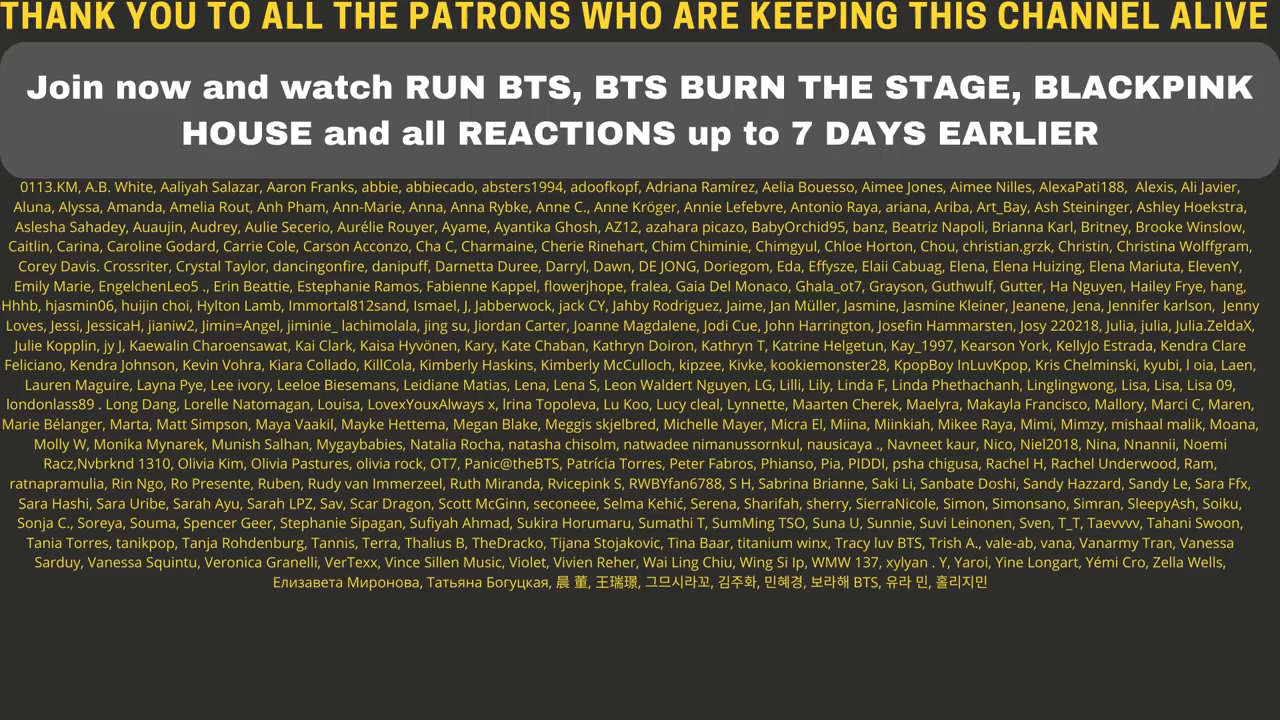 THANK YOU TO ALL THE PATRONS WHO ARE KEEPING THIS CHANNEL ALIVE
Join now and watch RUN BTS, BTS BURN THE STAGE, BLACKPINK
HOUSE and all REACTIONS up to 7 DAYS EARLIER
0113.KM, A.B. White, Aaliyah Salazar, Aaron Franks, abbie, abbiecado, absters1994, adoofkopf, Adriana Ramírez, Aelia Bouesso, Aimee Jones, Aimee Nilles, AlexaPati188, Alexis, Ali Javier,
Aluna, Alyssa, Amanda, Amelia Rout, Anh Pham, Ann-Marie, Anna, Anna Rybke, Anne C., Anne Kröger, Annie Lefebvre, Antonio Raya, ariana, Ariba, Art_Bay, Ash Steininger, Ashley Hoekstra,
Aslesha Sahadey, Auaujin, Audrey, Aulie Secerio, Aurélie Rouyer, Ayame, Ayantika Ghosh, AZ12, azahara picazo, BabyOrchid95, banz, Beatriz Napoli, Brianna Karl, Britney, Brooke Winslow,
Caitlin, Carina, Caroline Godard, Carrie Cole, Carson Acconzo, Cha C, Charmaine, Cherie Rinehart, Chim Chiminie, Chimgyul, Chloe Horton, Chou, christian.grzk, Christin, Christina Wolffgram,
Corey Davis. Crossriter, Crystal Taylor, dancingonfire, danipuff, Darnetta Duree, Darryl, Dawn, DE JONG, Doriegom, Eda, Effysze, Elaii Cabuag, Elena, Elena Huizing, Elena Mariuta, ElevenY,
Emily Marie, EngelchenLeo5 ., Erin Beattie, Estephanie Ramos, Fabienne Kappel, flowerjhope, fralea, Gaia Del Monaco, Ghala_ot7, Grayson, Guthwulf, Gutter, Ha Nguyen, Hailey Frye, hang,
Hhhb, hjasmin06, huijin choi, Hylton Lamb, Immortal812sand, Ismael, J, Jabberwock, jack CY, Jahby Rodriguez, Jaime, Jan Müller, Jasmine, Jasmine Kleiner, Jeanene, Jena, Jennifer karlson, Jenny
Loves, Jessi, JessicaH, jianiw2, Jimin=Angel, jiminie_ lachimolala, jing su, Jiordan Carter, Joanne Magdalene, Jodi Cue, John Harrington, Josefin Hammarsten, Josy 220218, Julia, julia, Julia.ZeldaX,
Julie Kopplin, jy J, Kaewalin Charoensawat, Kai Clark, Kaisa Hyvönen, Kary, Kate Chaban, Kathryn Doiron, Kathryn T, Katrine Helgetun, Kay_1997, Kearson York, KellyJo Estrada, Kendra Clare
Feliciano, Kendra Johnson, Kevin Vohra, Kiara Collado, KillCola, Kimberly Haskins, Kimberly McCulloch, kipzee, Kivke, kookiemonster28, KpopBoy InLuvKpop, Kris Chelminski, kyubi, l oia, Laen,
Lauren Maguire, Layna Pye, Lee ivory, Leeloe Biesemans, Leidiane Matias, Lena, Lena S, Leon Waldert Nguyen, LG, Lilli, Lily, Linda F, Linda Phethachanh, Linglingwong, Lisa, Lisa, Lisa 09,
londonlass89 . Long Dang, Lorelle Natomagan, Louisa, LovexYouxAlways x, lrina Topoleva, Lu Koo, Lucy cleal, Lynnette, Maarten Cherek, Maelyra, Makayla Francisco, Mallory, Marci C, Maren,
Marie Bélanger, Marta, Matt Simpson, Maya Vaakil, Mayke Hettema, Megan Blake, Meggis skjelbred, Michelle Mayer, Micra El, Miina, Miinkiah, Mikee Raya, Mimi, Mimzy, mishaal malik, Moana,
Molly W, Monika Mynarek, Munish Salhan, Mygaybabies, Natalia Rocha, natasha chisolm, natwadee nimanussornkul, nausicaya ., Navneet kaur, Nico, Niel2018, Nina, Nnannii, Noemi
Racz,Nvbrknd 1310, Olivia Kim, Olivia Pastures, olivia rock, OT7, Panic@theBTS, Patrícia Torres, Peter Fabros, Phianso, Pia, PIDDI, psha chigusa, Rachel H, Rachel Underwood, Ram,
ratnapramulia, Rin Ngo, Ro Presente, Ruben, Rudy van Immerzeel, Ruth Miranda, Rvicepink S, RWBYfan6788, S H, Sabrina Brianne, Saki Li, Sanbate Doshi, Sandy Hazzard, Sandy Le, Sara Ffx,
Sara Hashi, Sara Uribe, Sarah Ayu, Sarah LPZ, Sav, Scar Dragon, Scott McGinn, seconeee, Selma Kehić, Serena, Sharifah, sherry, SierraNicole, Simon, Simonsano, Simran, SleepyAsh, Soiku,
Sonja C., Soreya, Souma, Spencer Geer, Stephanie Sipagan, Sufiyah Ahmad, Sukira Horumaru, Sumathi T, SumMing TSO, Suna U, Sunnie, Suvi Leinonen, Sven, T_T, Taevvvv, Tahani Swoon,
Tania Torres, tanikpop, Tanja Rohdenburg, Tannis, Terra, Thalius B, TheDracko, Tijana Stojakovic, Tina Baar, titanium winx, Tracy luv BTS, Trish A., vale-ab, vana, Vanarmy Tran, Vanessa
Sarduy, Vanessa Squintu, Veronica Granelli, VerTexx, Vince Sillen Music, Violet, Vivien Reher, Wai Ling Chiu, Wing Si Ip, WMW 137, xylyan . Y, Yaroi, Yine Longart, Yémi Cro, Zella Wells,
Елизавета Миронова, Татьяна Богуцкая, 晨 董, 王瑞璟, 그므시라꼬, 김주화, 민혜경, 보라해 BTS, 유라 민, 홀리지민